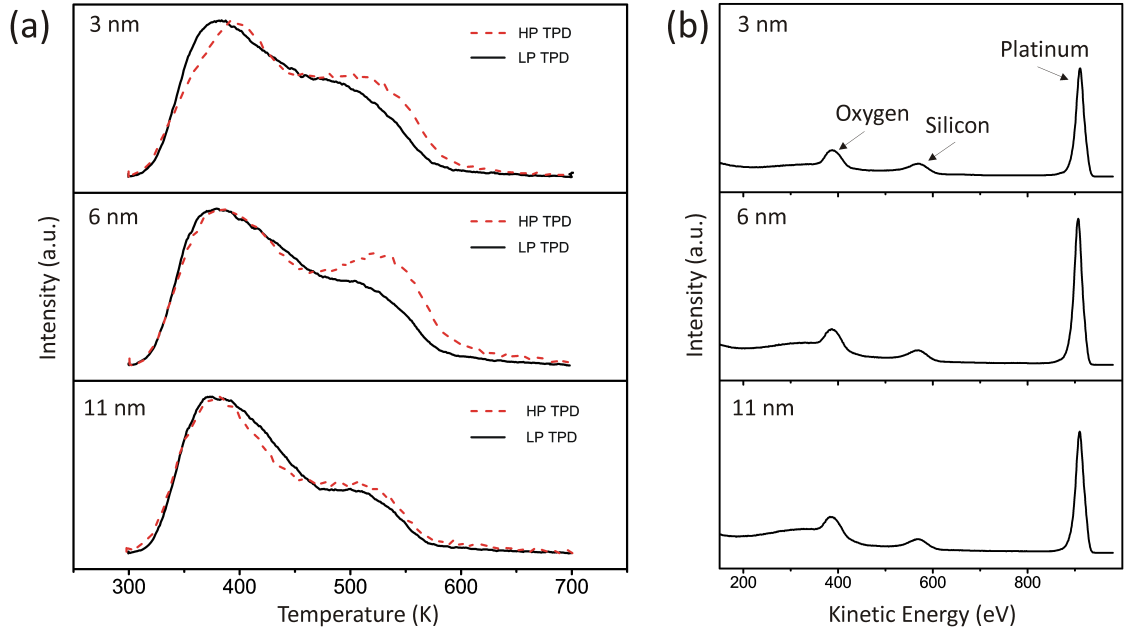 (a)
3 nm
HP TPD
LP TPD
6 nm
HP TPD
LP TPD
11 nm
HP TPD
LP TPD
Intensity (a.u.)
300 400 500 600 700
Temperature (K)
(b)
3 nm
Platinum
Oxygen
Silicon
6 nm
11 nm
Intensity (a.u.)
200 400 600 800
Kinetic Energy (eV)